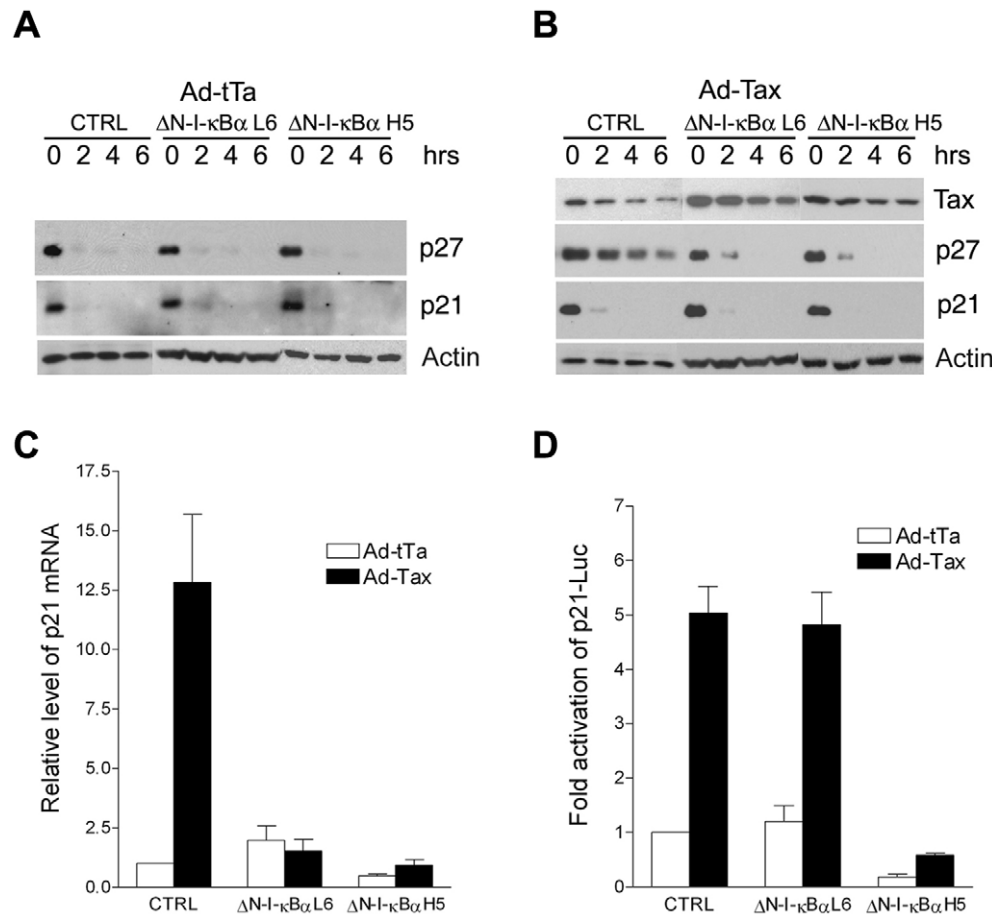 A
Ad-tTa
CTRL ΔN-I-κBα L6 ΔN-I-κBα H5
0 2 4 6 0 2 4 6 0 2 4 6 hrs
p27
p21
Actin
B
Ad-Tax
CTRL ΔN-I-κBα L6 ΔN-I-κBα H5
0 2 4 6 0 2 4 6 0 2 4 6 hrs
Tax
p27
p21
Actin
C
Relative level of p21 mRNA
17.5
15.0
12.5
10.0
7.5
5.0
2.5
0.0
Ad-tTa
Ad-Tax
CTRL ΔN-I-κBα L6 ΔN-I-κBα H5
D
Fold activation of p21-Luc
7
6
5
4
3
2
1
0
Ad-tTa
Ad-Tax
CTRL ΔN-I-κBα L6 ΔN-I-κBα H5